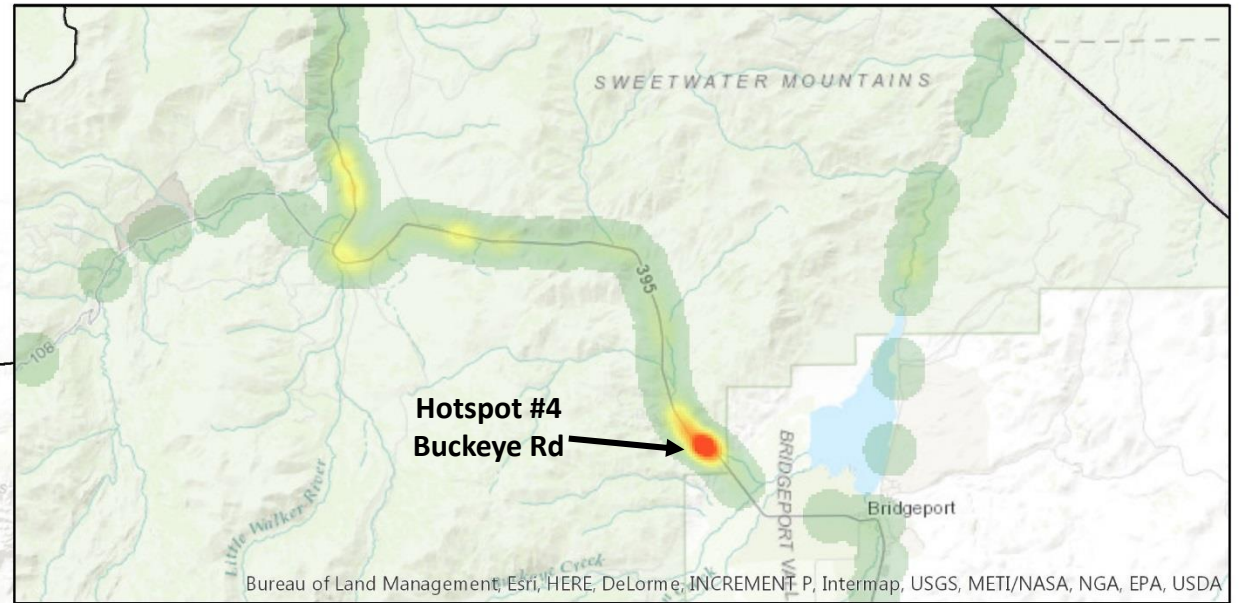 SWEETWATER MOUNTAINS
395
108
Hotspot #4
Buckeye Rd
BRIDGEPORT VAL
Bridgeport
Little Walker River
Creek
Bureau of Land Management, Esri, HERE, DeLorme, INCREMENT P, Intermap, USGS, METI/NASA, NGA, EPA, USDA